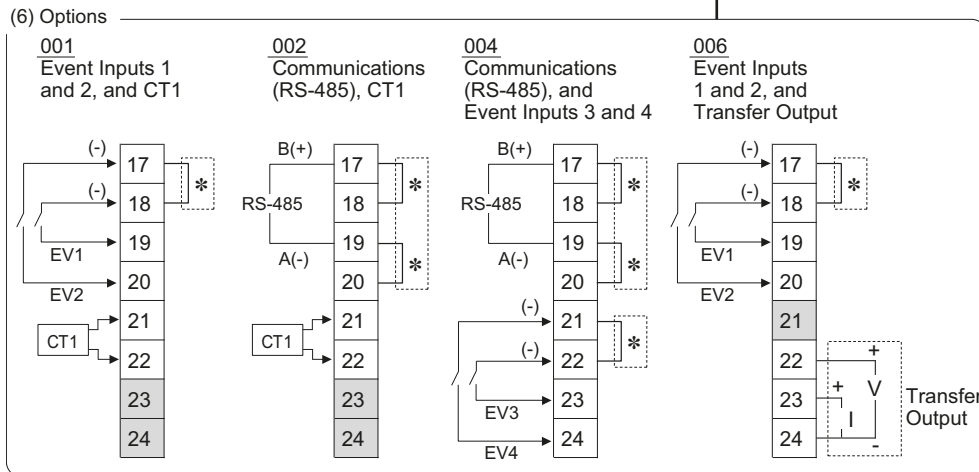 (6) Options
001
Event Inputs 1
and 2, and CT1
(-)
17
*
(-)
18
19
EV1
20
EV2
21
CT1
22
23
24
002
Communications
(RS-485), CT1
B(+)
17
*
18
RS-485
19
A(-)
*
20
21
CT1
22
23
24
004
Communications
(RS-485), and
Event Inputs 3 and 4
B(+)
17
*
18
RS-485
19
A(-)
*
20
(-)
21
*
(-)
22
23
EV3
24
EV4
006
Event Inputs
1 and 2, and
Transfer Output
(-)
17
*
(-)
18
19
EV1
20
EV2
21
22
+
23
+
V
I
24
-
Transfer
Output